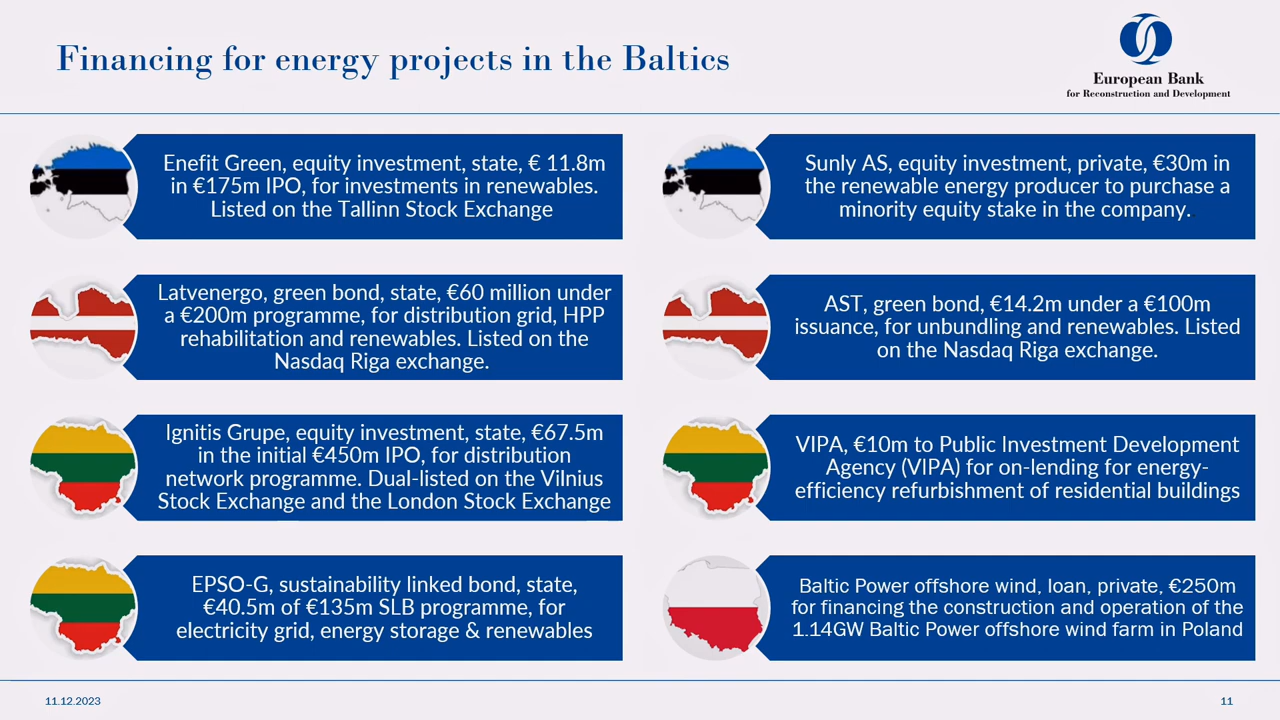 Financing for energy projects in the Baltics
European Bank
for Reconstruction and Development
Enefit Green, equity investment, state, € 11.8m
in €175m IPO, for investments in renewables.
Listed on the Tallinn Stock Exchange
Sunly AS, equity investment, private, €30m in
the renewable energy producer to purchase a
minority equity stake in the company.
Latvenergo, green bond, state, €60 million under
a €200m programme, for distribution grid, HPP
rehabilitation and renewables. Listed on the
Nasdaq Riga exchange.
AST, green bond, €14.2m under a €100m
issuance, for unbundling and renewables. Listed
on the Nasdaq Riga exchange.
Ignitis Grupe, equity investment, state, €67.5m
in the initial €450m IPO, for distribution
network programme. Dual-listed on the Vilnius
Stock Exchange and the London Stock Exchange
VIPA, €10m to Public Investment Development
Agency (VIPA) for on-lending for energy-
efficiency refurbishment of residential buildings
EPSO-G, sustainability linked bond, state,
€40.5m of €135m SLB programme, for
electricity grid, energy storage & renewables
Baltic Power offshore wind, loan, private, €250m
for financing the construction and operation of the
1.14GW Baltic Power offshore wind farm in Poland
11.12.2023
11